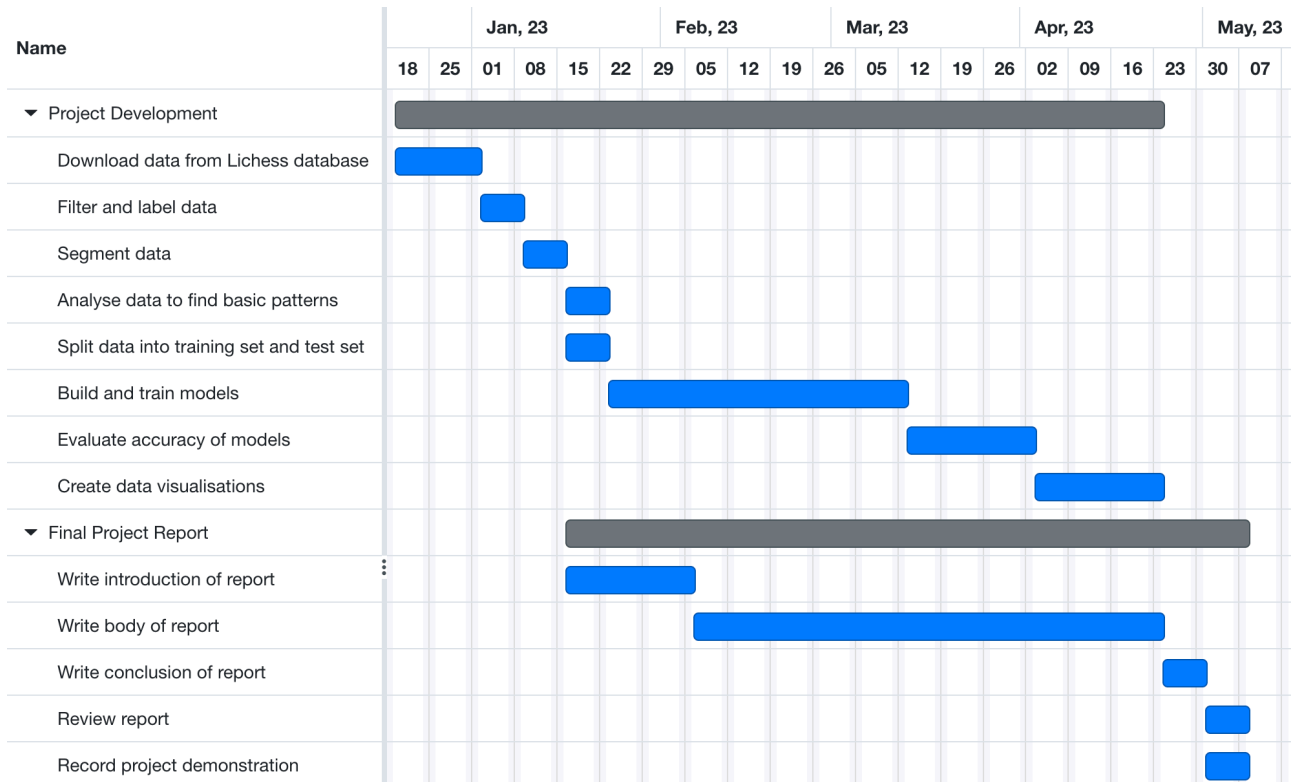 Jan, 23 Feb, 23 Mar, 23 Apr, 23 May, 23
Name
18 25 01 08 15 22 29 05 12 19 26 05 12 19 26 02 09 16 23 30 07
Project Development
Download data from Lichess database
Filter and label data
Segment data
Analyse data to find basic patterns
Split data into training set and test set
Build and train models
Evaluate accuracy of models
Create data visualisations
Final Project Report
Write introduction of report
Write body of report
Write conclusion of report
Review report
Record project demonstration